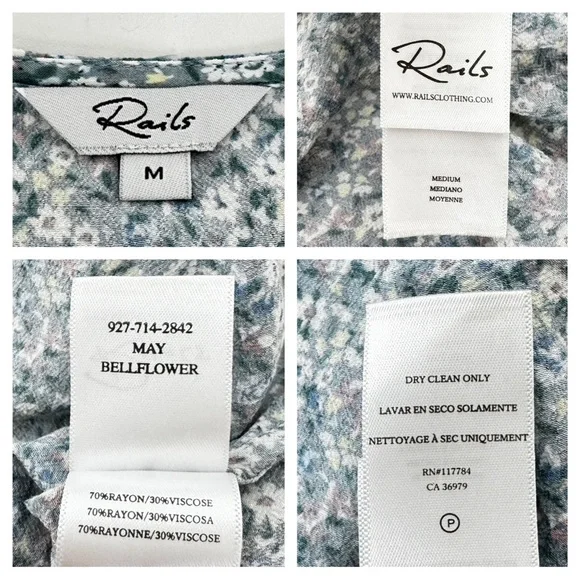 Rails
M
Rails
WWW.RAILSCLOTHING.COM
MEDIUM
MEDIANO
MOYENNE
927-714-2842
MAY
BELLFLOWER
70%RAYON/30%VISCOSE
70%RAYON/30%VISCOSA
70%RAYONNE/30%VISCOSE
DRY CLEAN ONLY
LAVAR EN SECO SOLAMENTE
NETTOYAGE À SEC UNIQUEMENT
RN#117784
CA 36979
P